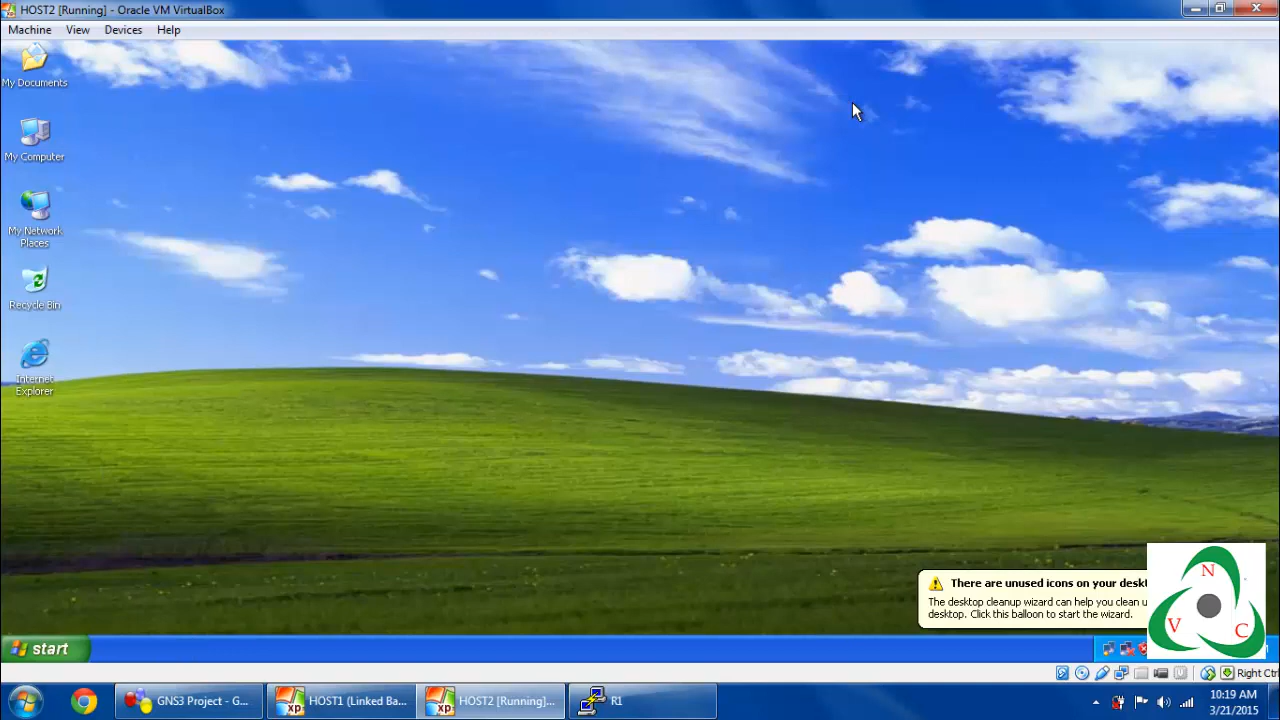 HOST2 [Running] - Oracle VM VirtualBox
Machine View Devices Help
My Documents
My Computer
My Network
Places
Recycle Bin
Internet
Explorer
There are unused icons on your
The desktop cleanup wizard can help you clean
desktop. Click this balloon to start the wizard.
N
V C
start
Right Ctr
GNS3 Project - G...
HOST1 (Linked Ba...
HOST2 [Running]...
R1
10:19 AM
3/21/2015